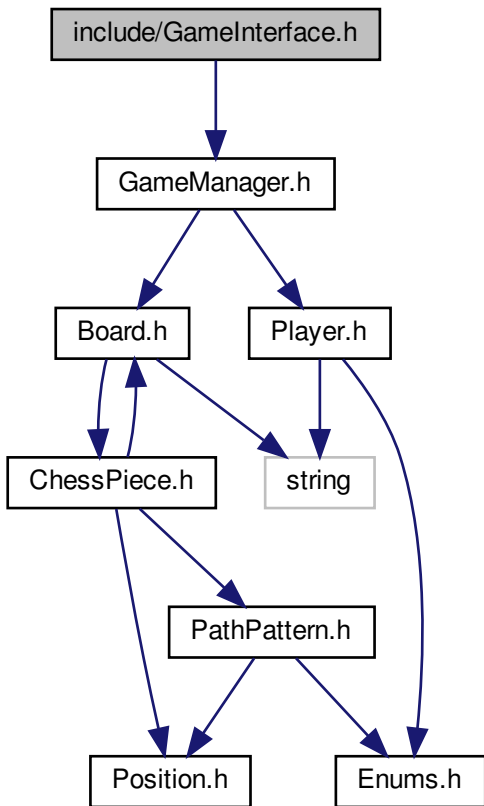 include/GameInterface.h
GameManager.h
Board.h
Player.h
ChessPiece.h
string
PathPattern.h
Position.h
Enums.h